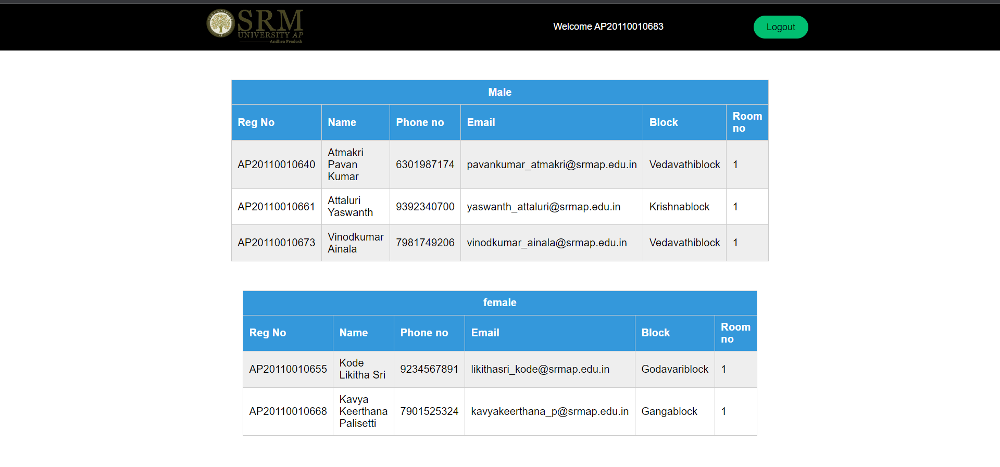 SRM
UNIVERSITY AP
Andhra Pradesh
Welcome AP20110010683
Logout
Male
Reg No Name Phone no Email Block Room no
AP20110010640 Atmakri Pavan Kumar 6301987174 pavankumar_atmakri@srmap.edu.in Vedavathiblock 1
AP20110010661 Attaluri Yaswanth 9392340700 yaswanth_attaluri@srmap.edu.in Krishnablock 1
AP20110010673 Vinodkumar Ainala 7981749206 vinodkumar_ainala@srmap.edu.in Vedavathiblock 1
female
Reg No Name Phone no Email Block Room no
AP20110010655 Kode Likitha Sri 9234567891 likithasri_kode@srmap.edu.in Godavariblock 1
AP20110010668 Kavya Keerthana Palisetti 7901525324 kavyakeerthana_p@srmap.edu.in Gangablock 1